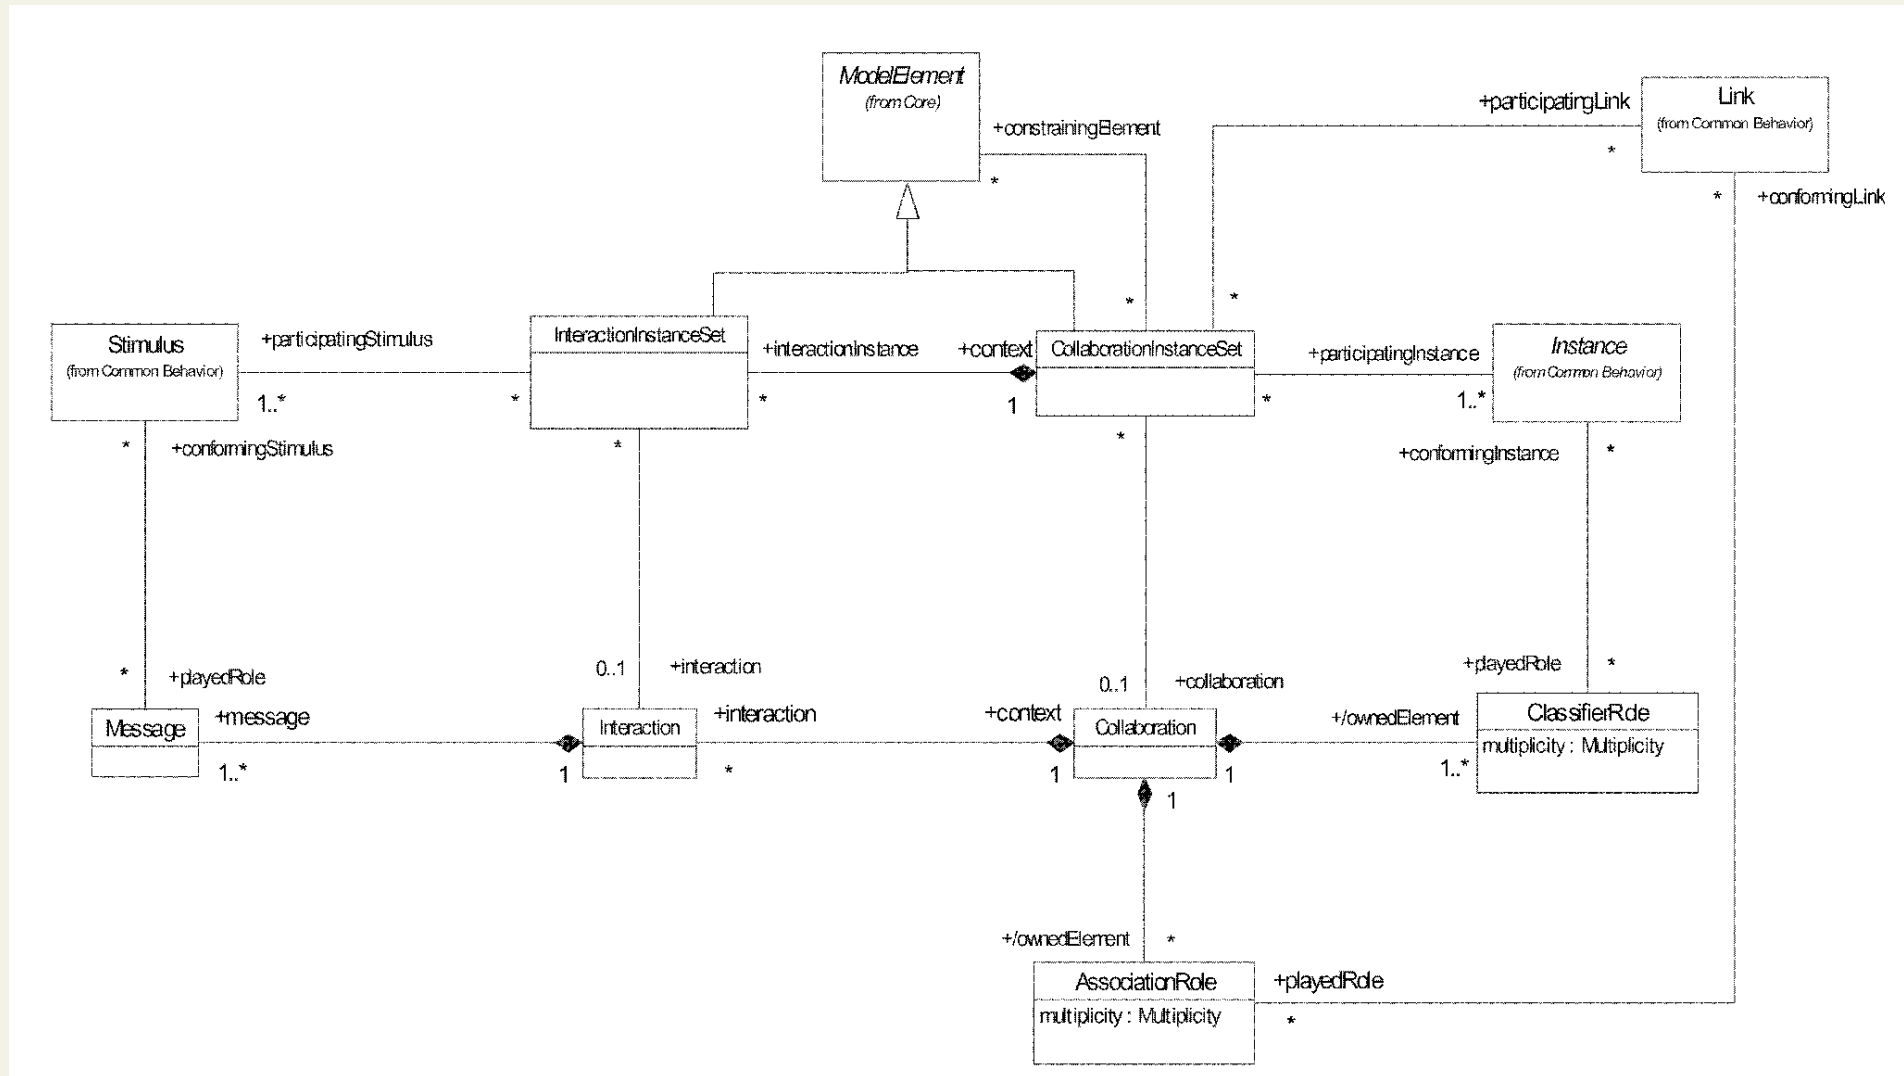 ModelElement
(from Core)
+constrainingElement
*
+participatingLink
*
Link
(from Common Behavior)
*
+conformingLink
*
*
Stimulus
(from Common Behavior)
+participatingStimulus
1..*
*
InteractionInstanceSet
+interactionInstance
*
+context
1
CollaborationInstanceSet
*
+participatingInstance
1..*
Instance
(from Common Behavior)
*
+conformingStimulus
*
*
+conformingInstance
*
*
+playedRole
0..1
+interaction
0..1
+collaboration
+playedRole
*
Message
+message
1..*
1
Interaction
+interaction
*
+context
1
Collaboration
1
+/ownedElement
1..*
ClassifierRole
multiplicity : Multiplicity
1
+/ownedElement
*
AssociationRole
multiplicity : Multiplicity
+playedRole
*